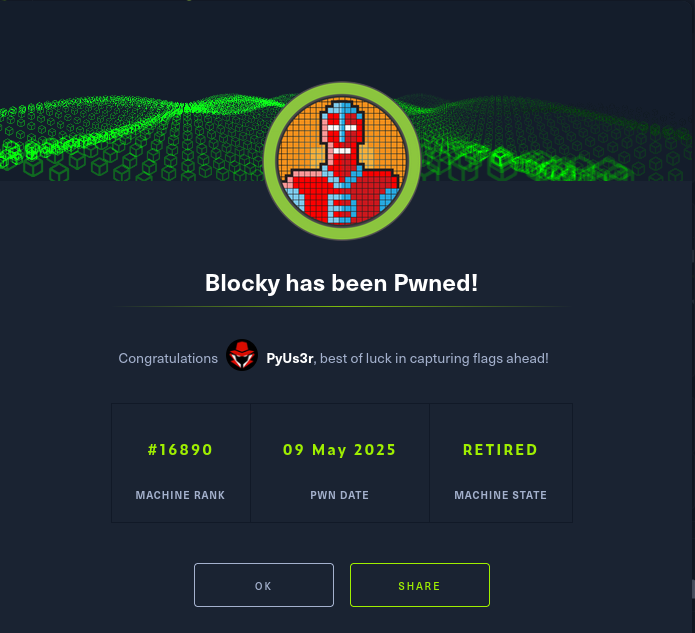 Blocky has been Pwned!
Congratulations PyUs3r, best of luck in capturing flags ahead!
#16890 09 May 2025 RETIRED
MACHINE RANK PWN DATE MACHINE STATE
OK SHARE